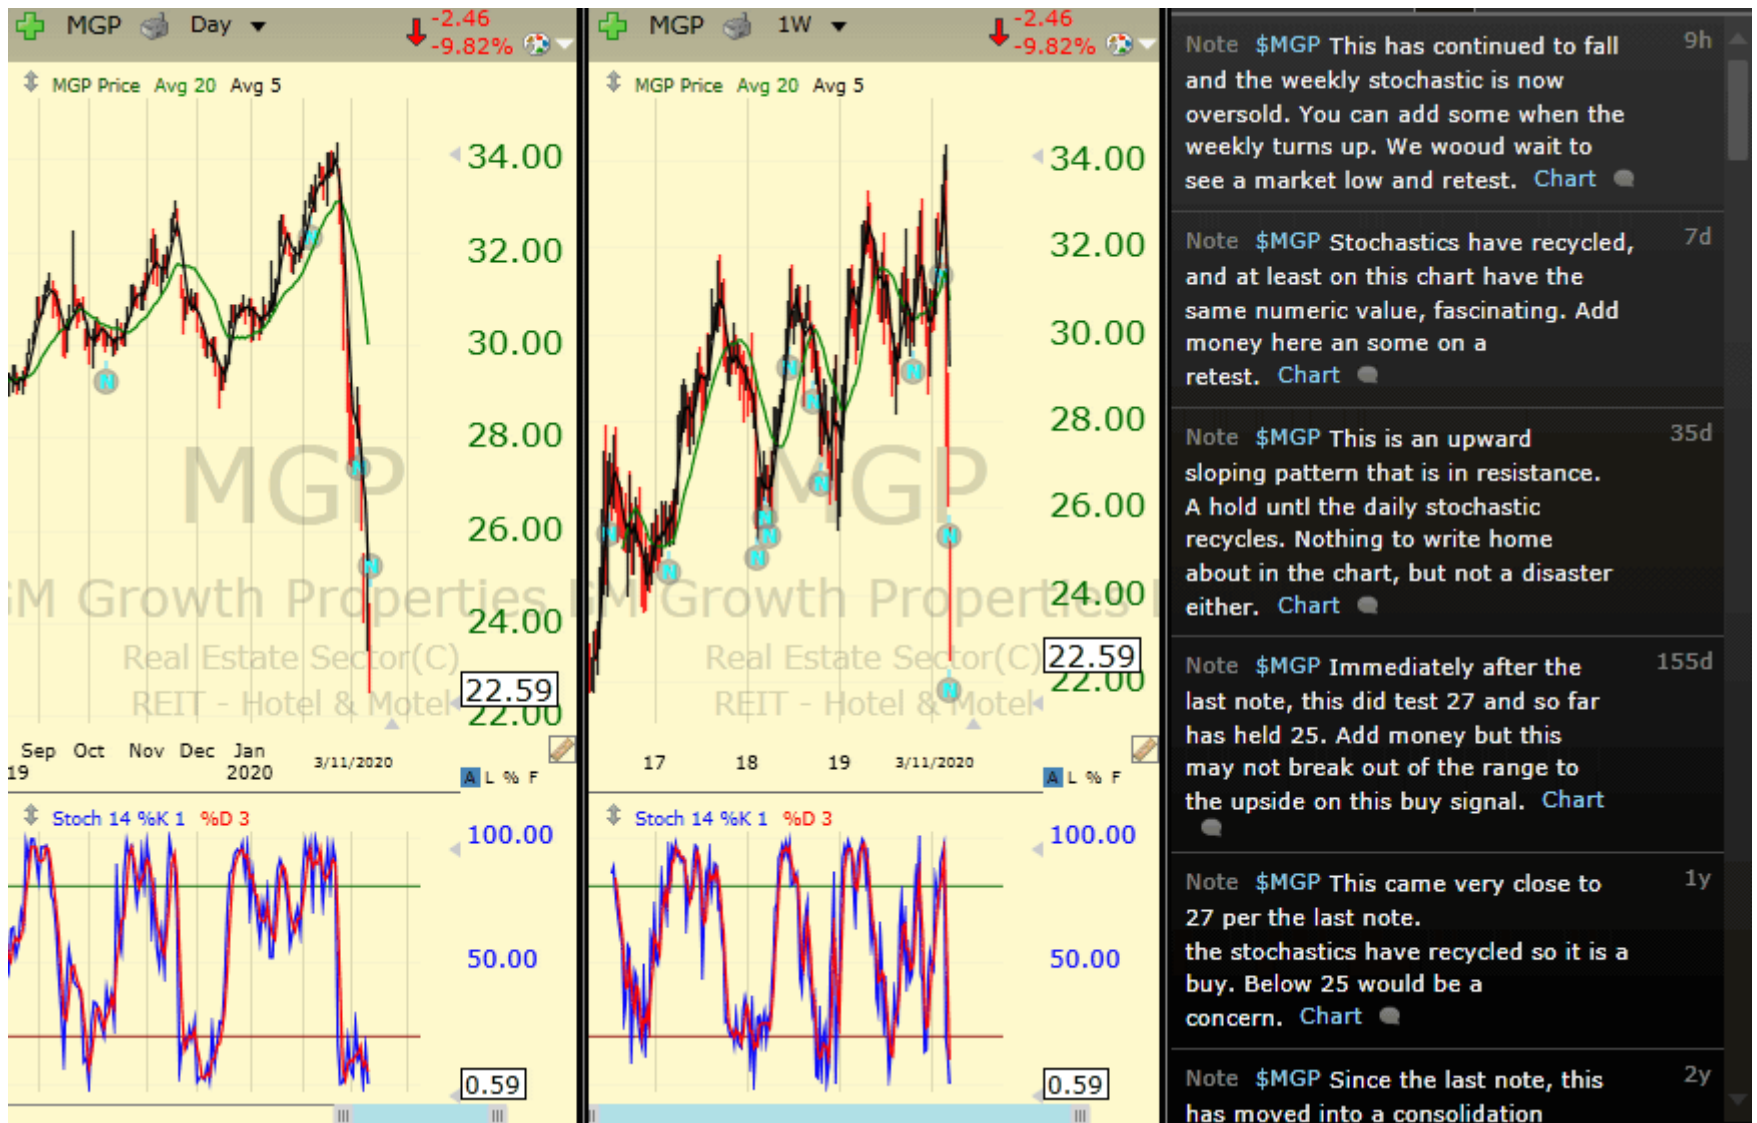 MGP Day -2.46
-9.82%
MGP Price Avg 20 Avg 5
34.00
32.00
30.00
28.00
MGP
26.00
GM Growth Properties
24.00
Real Estate Sector(C)
22.59
REIT - Hotel & Motel
22.00
Sep Oct Nov Dec Jan
19 2020 3/11/2020
A L % F
Stoch 14 %K 1 %D 3
100.00
50.00
0.59
MGP 1W -2.46
-9.82%
MGP Price Avg 20 Avg 5
34.00
32.00
30.00
28.00
MGP
26.00
GM Growth Properties
24.00
Real Estate Sector(C)
22.59
22.00
REIT - Hotel & Motel
17 18 19 3/11/2020
A L % F
Stoch 14 %K 1 %D 3
100.00
50.00
0.59
Note $MGP This has continued to fall 9h
and the weekly stochastic is now
oversold. You can add some when the
weekly turns up. We wooud wait to
see a market low and retest. Chart
Note $MGP Stochastics have recycled, 7d
and at least on this chart have the
same numeric value, fascinating. Add
money here an some on a
retest. Chart
Note $MGP This is an upward 35d
sloping pattern that is in resistance.
A hold untl the daily stochastic
recycles. Nothing to write home
about in the chart, but not a disaster
either. Chart
Note $MGP Immediately after the 155d
last note, this did test 27 and so far
has held 25. Add money but this
may not break out of the range to
the upside on this buy signal. Chart
Note $MGP This came very close to 1y
27 per the last note.
the stochastics have recycled so it is a
buy. Below 25 would be a
concern. Chart
Note $MGP Since the last note, this 2y
has moved into a consolidation